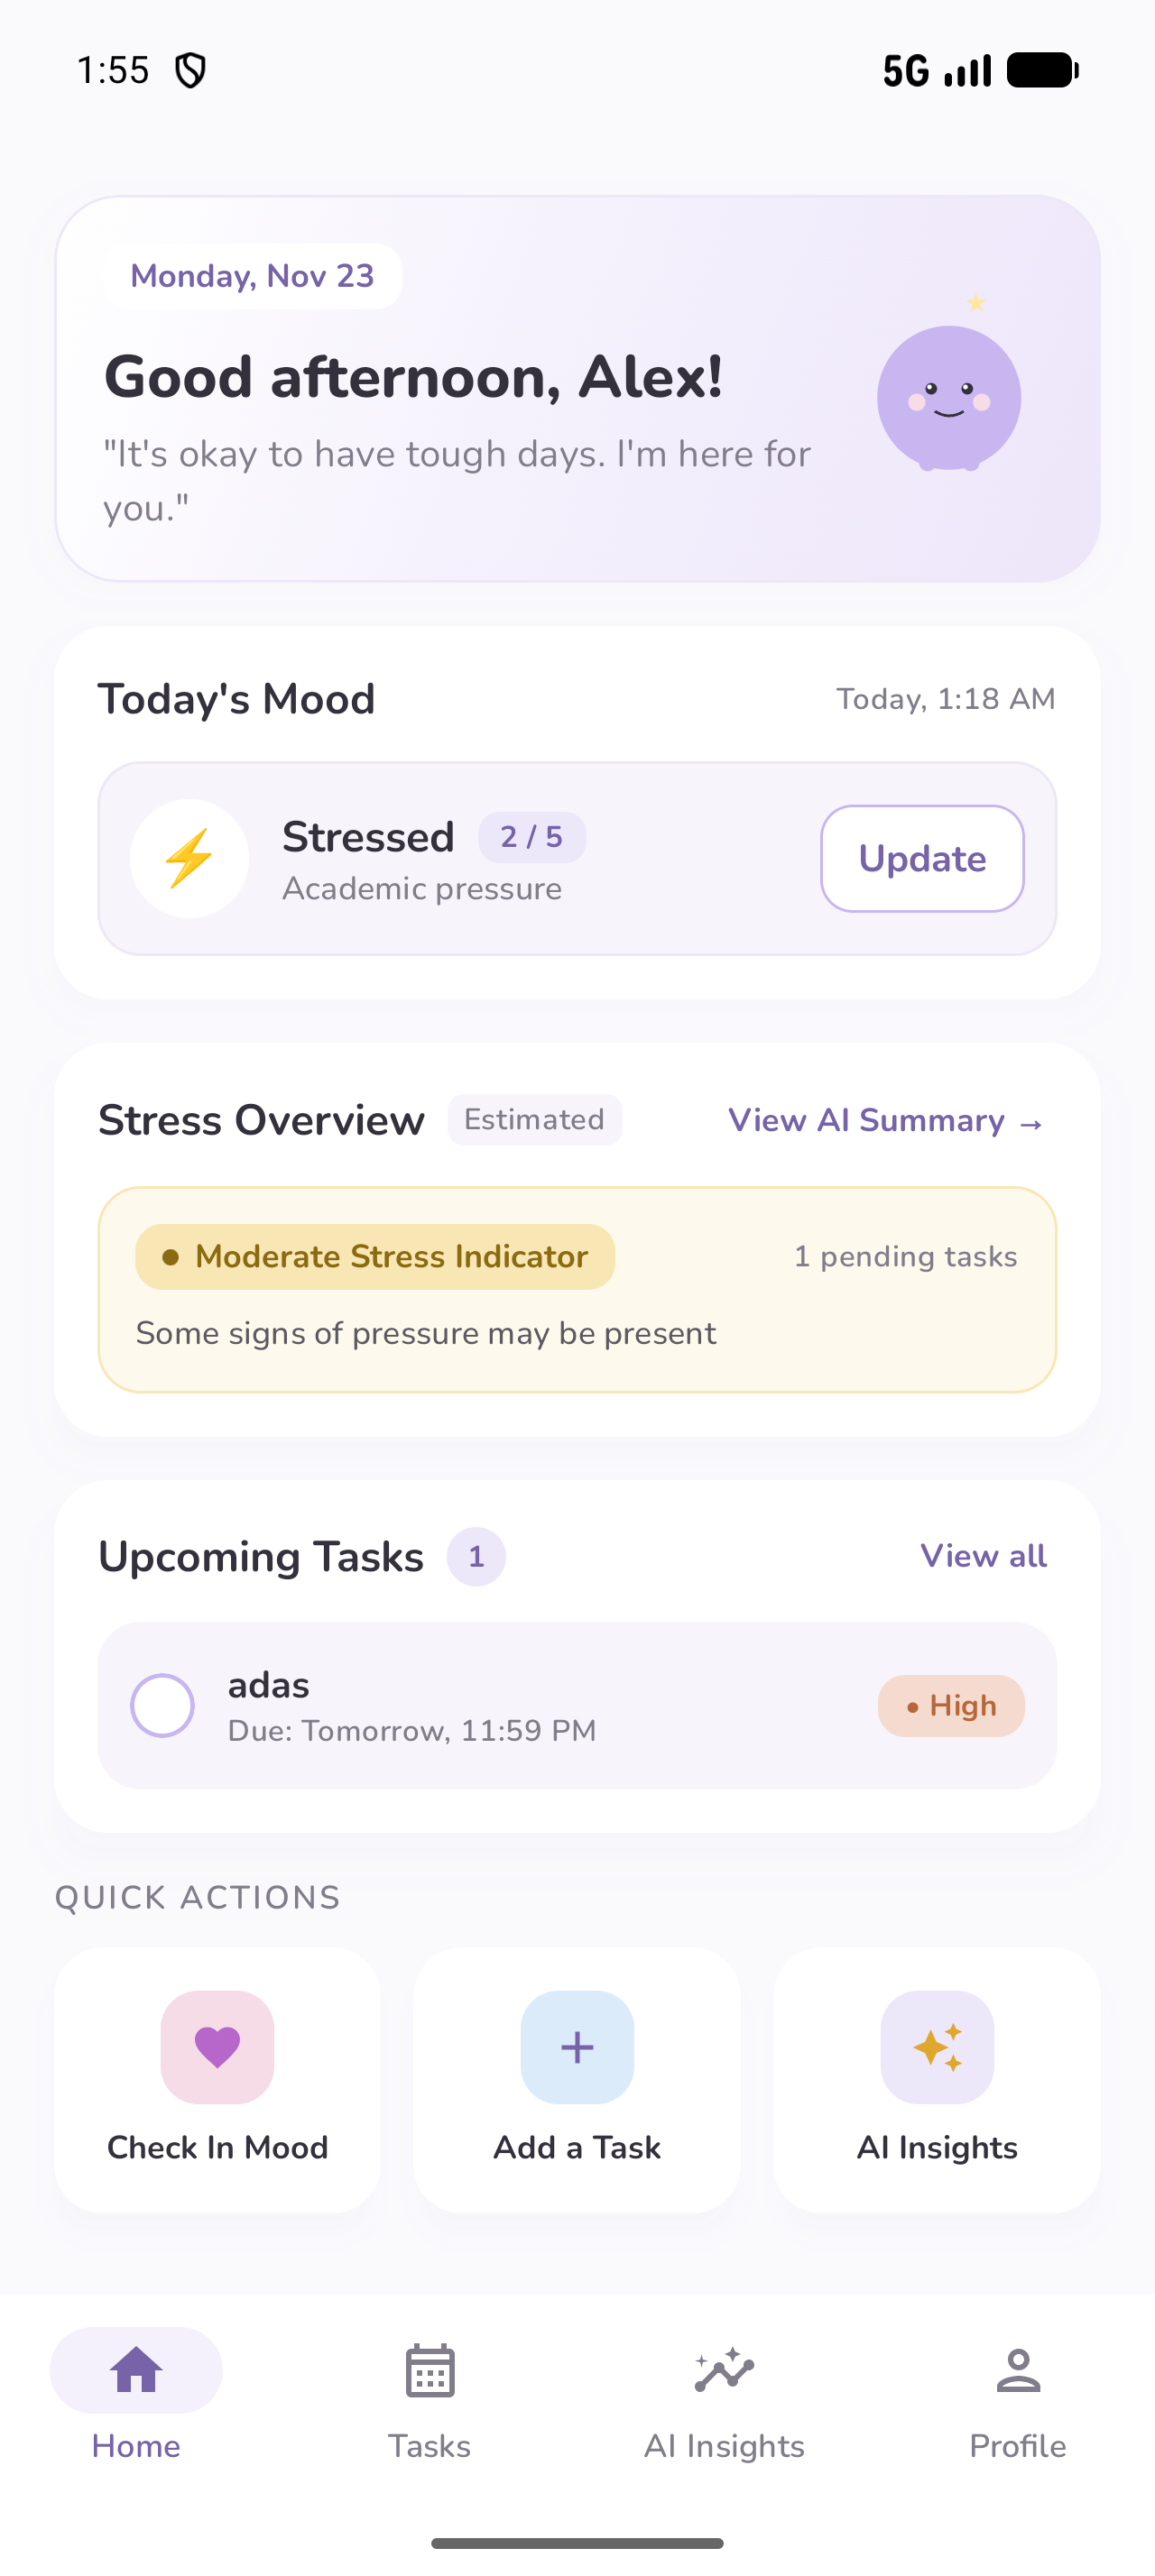 1:55
5G
Monday, Nov 23
Good afternoon, Alex!
"It's okay to have tough days. I'm here for
you."
Today's Mood
Today, 1:18 AM
Stressed
2 / 5
Academic pressure
Update
Stress Overview
Estimated
View AI Summary →
Moderate Stress Indicator
1 pending tasks
Some signs of pressure may be present
Upcoming Tasks
1
View all
adas
Due: Tomorrow, 11:59 PM
• High
QUICK ACTIONS
Check In Mood
Add a Task
AI Insights
Home
Tasks
AI Insights
Profile